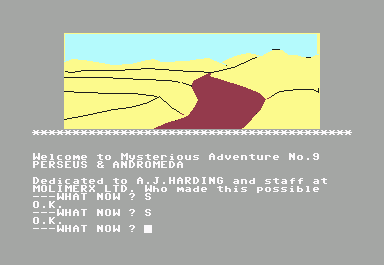 ****************************************
Welcome to Mysterious Adventure No.9
PERSEUS & ANDROMEDA
Dedicated to A.J.HARDING and staff at
MOLIMERX LTD. Who made this possible
---WHAT NOW ? S
O.K.
---WHAT NOW ? S
O.K.
---WHAT NOW ?